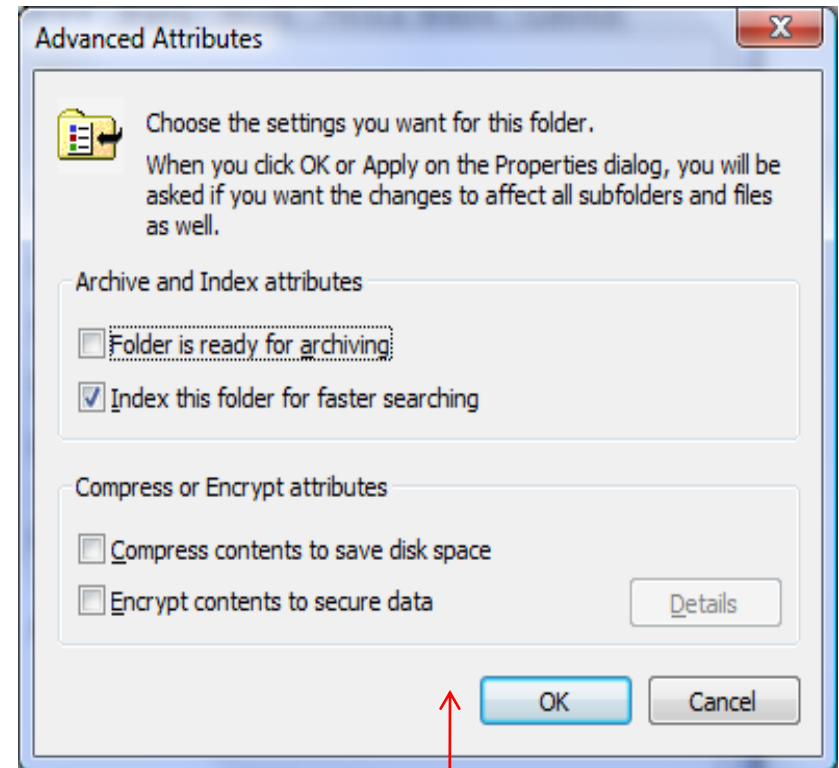 Advanced Attributes
Choose the settings you want for this folder.
When you click OK or Apply on the Properties dialog, you will be
asked if you want the changes to affect all subfolders and files
as well.
Archive and Index attributes
Folder is ready for archiving
Index this folder for faster searching
Compress or Encrypt attributes
Compress contents to save disk space
Encrypt contents to secure data
Details
OK
Cancel